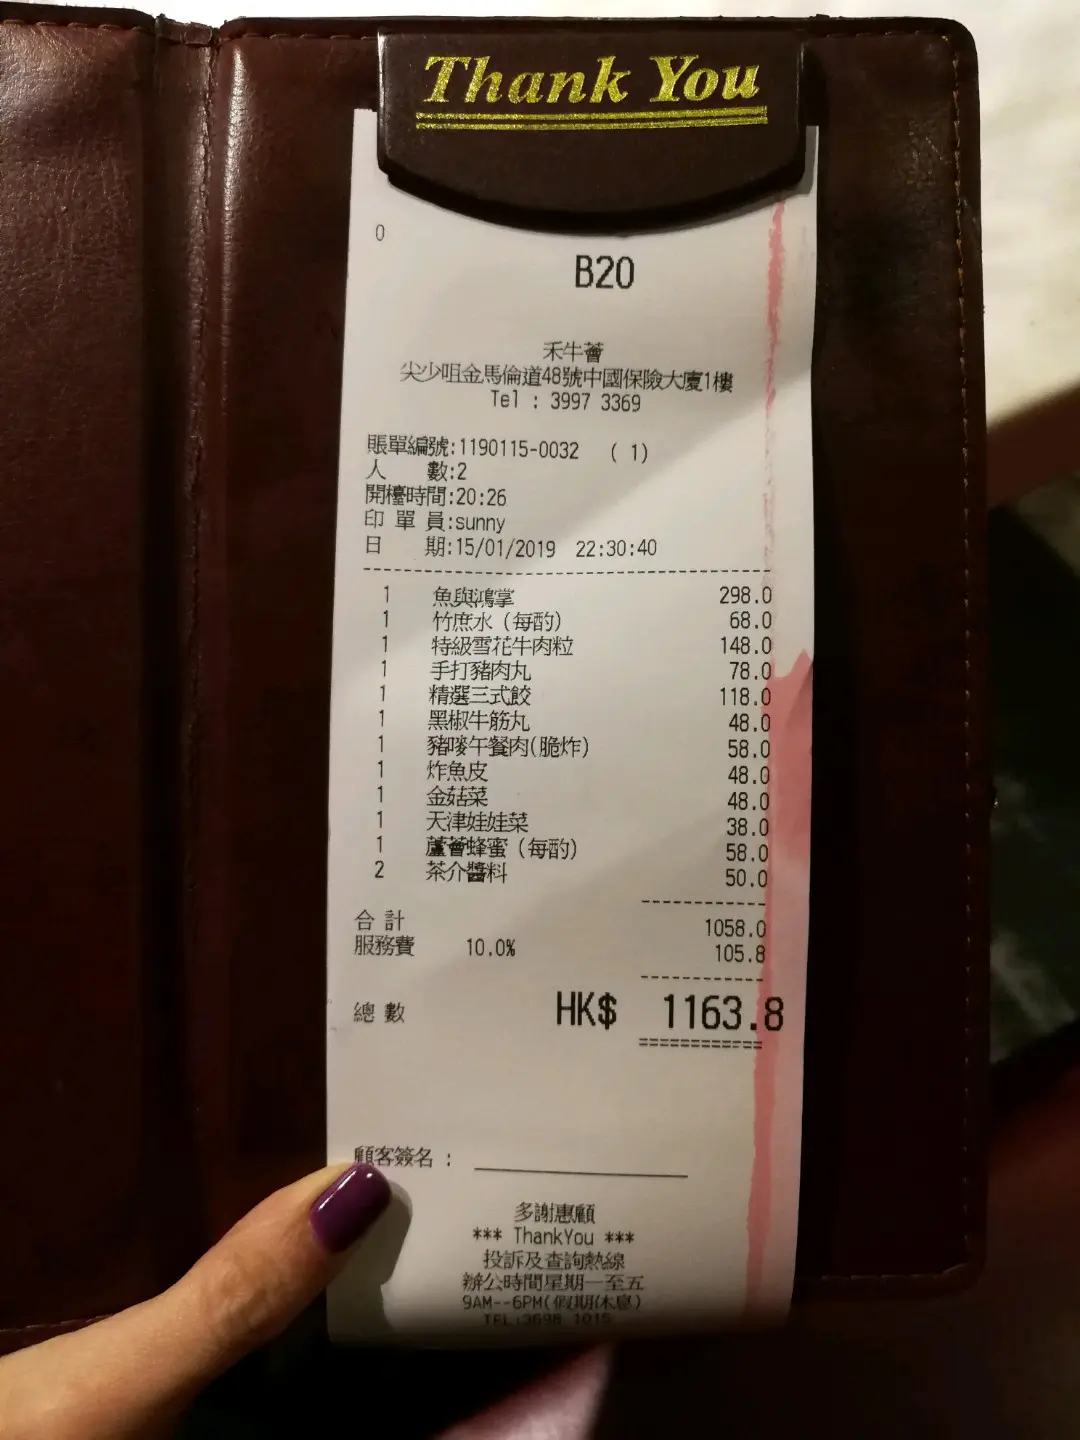 Thank You
0
B20
禾牛薈
尖少咀金馬倫道48號中國保險大廈1樓
Tel : 3997 3369
賬單編號:1190115-0032 ( 1)
人 數:2
開檯時間:20:26
印 單 員:sunny
日 期:15/01/2019 22:30:40
1 魚與鴻掌 298.0
1 竹庶水 (每酌) 68.0
1 特級雪花牛肉粒 148.0
1 手打豬肉丸 78.0
1 精選三式餃 118.0
1 黑椒牛筋丸 48.0
1 豬嘜午餐肉(脆炸) 58.0
1 炸魚皮 48.0
1 金菇菜 48.0
1 天津娃娃菜 38.0
1 蘆薈蜂蜜 (每酌) 58.0
2 茶介醬料 50.0
合 計 1058.0
服務費 10.0% 105.8
總 數 HK$ 1163.8
顧客簽名 :
多謝惠顧
*** ThankYou ***
投訴及查詢熱線
辦公時間星期一至五
9AM--6PM(假期休息)
TEL:3698 1015